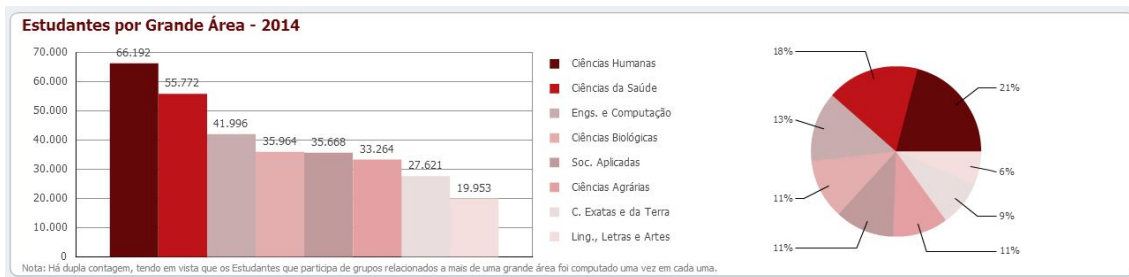 Estudantes por Grande Área - 2014
70.000
60.000
50.000
40.000
30.000
20.000
10.000
0
66.192
55.772
41.996
35.964
35.668
33.264
27.621
19.953
Ciências Humanas
Ciências da Saúde
Engs. e Computação
Ciências Biológicas
Soc. Aplicadas
Ciências Agrárias
C. Exatas e da Terra
Ling., Letras e Artes
18%
21%
13%
6%
11%
9%
11%
11%
Nota: Há dupla contagem, tendo em vista que os Estudantes que participa de grupos relacionados a mais de uma grande área foi computado uma vez em cada uma.